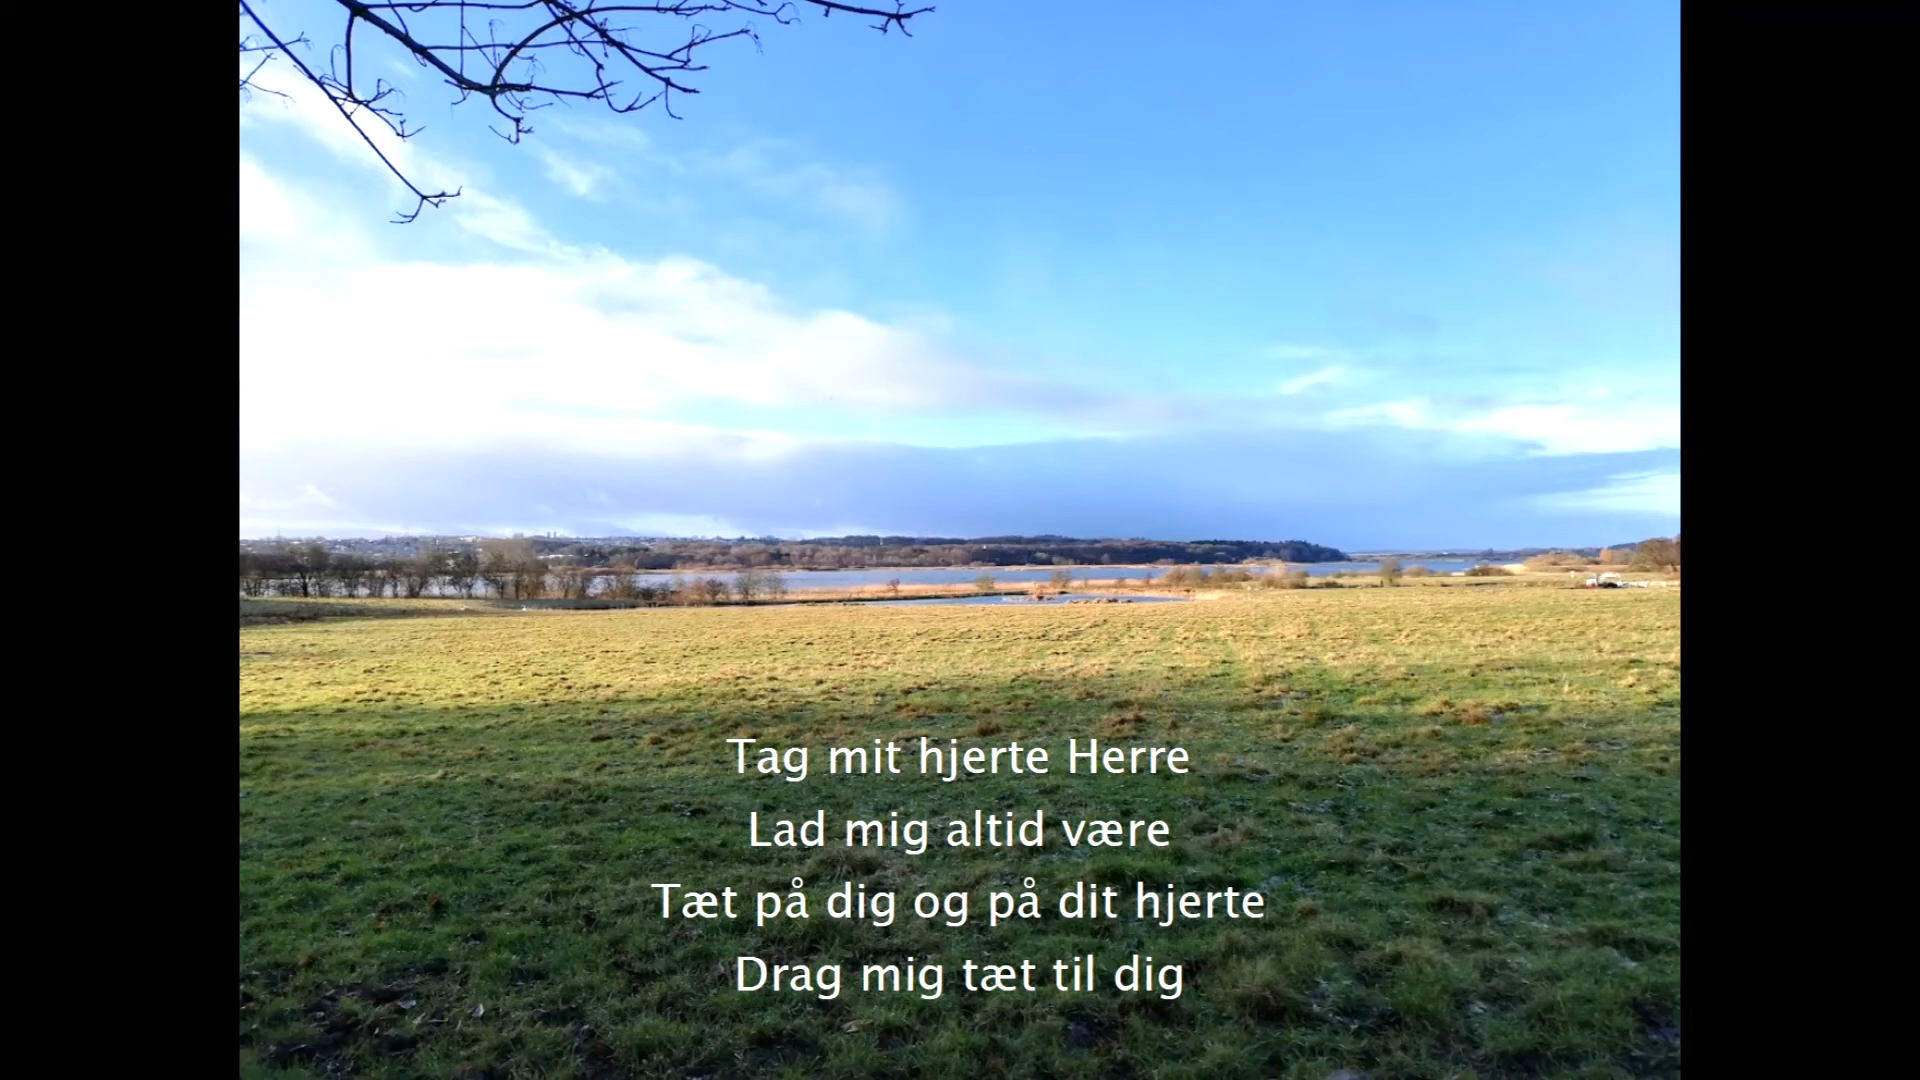 Tag mit hjerte Herre
Lad mig altid være
Tæt på dig og på dit hjerte
Drag mig tæt til dig